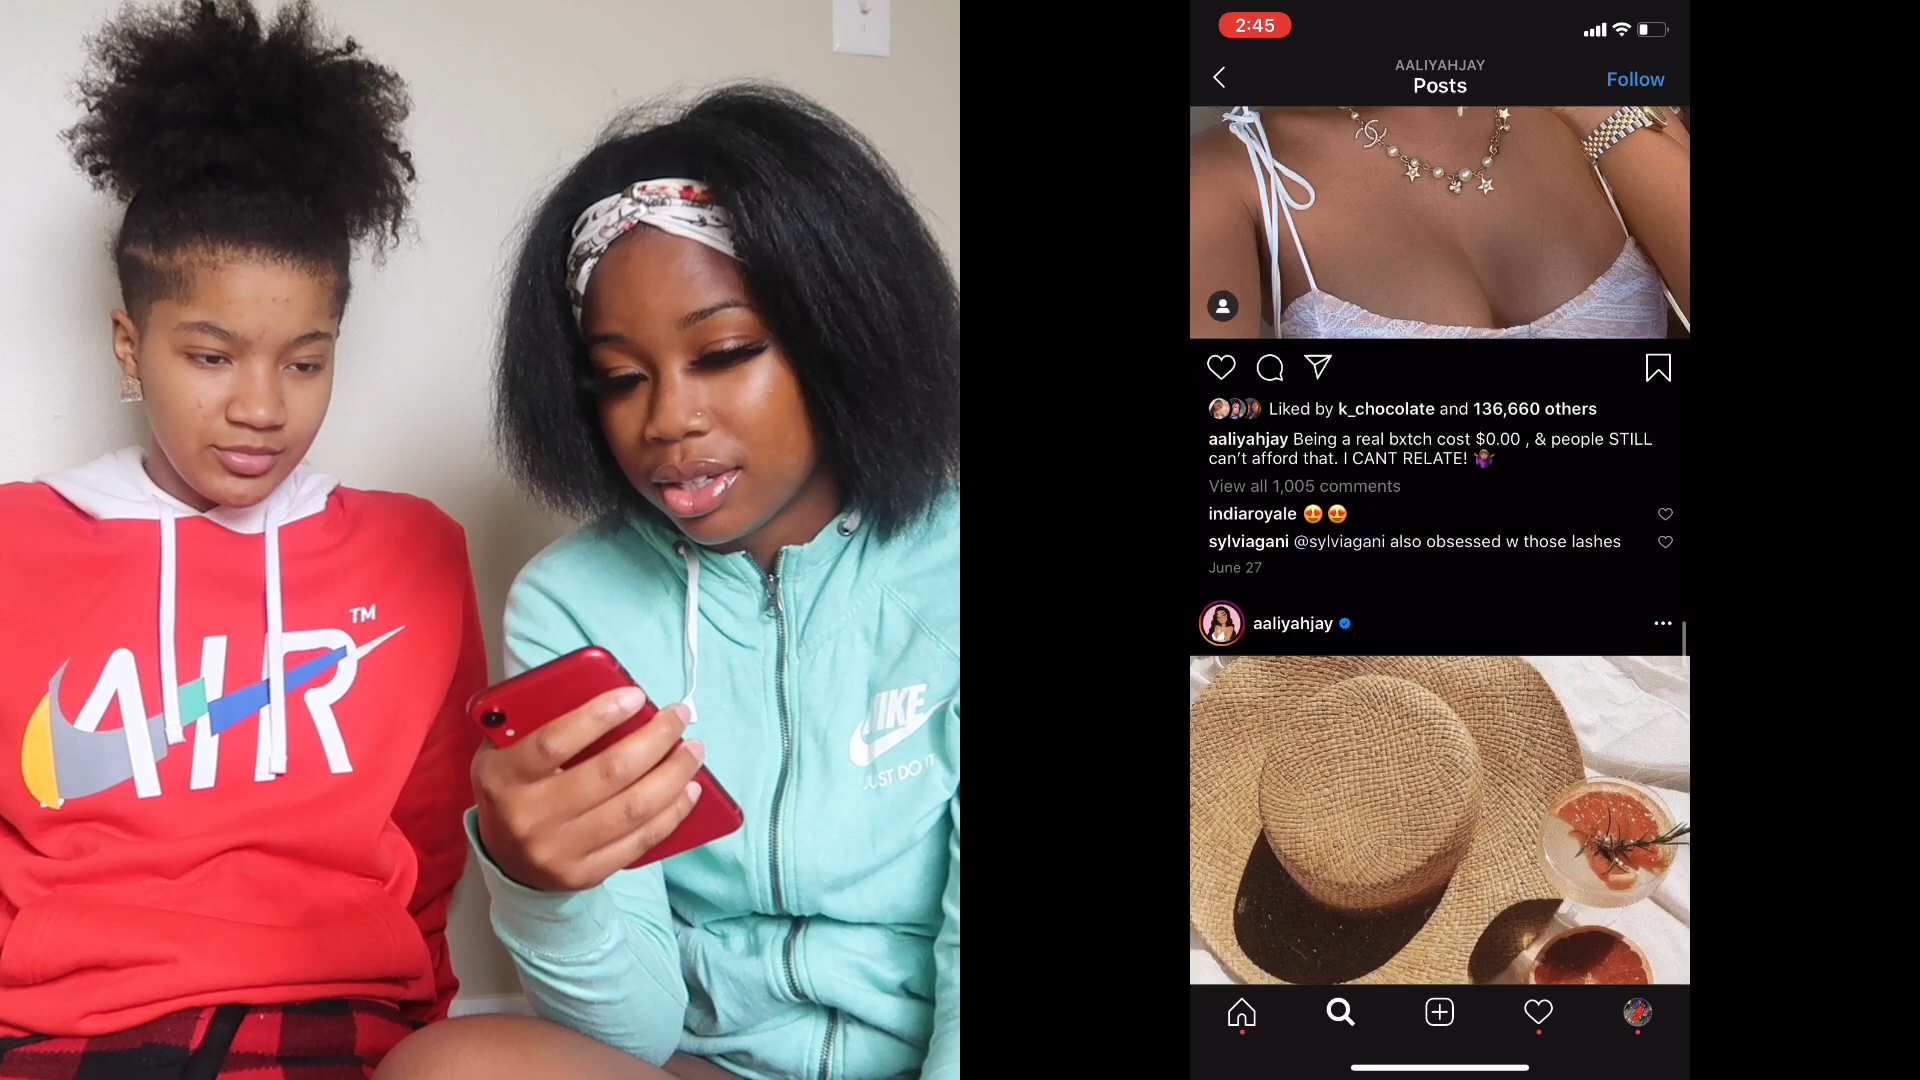 AIR
TM
NIKE
JUST DO IT
2:45
AALIYAHJAY
Posts
Follow
Liked by k_chocolate and 136,660 others
aaliyahjay Being a real bxtch cost $0.00 , & people STILL
can't afford that. I CANT RELATE! 🤷🏾‍♀️
View all 1,005 comments
indiaroyale 😍😍
sylviagani @sylviagani also obsessed w those lashes
June 27
aaliyahjay